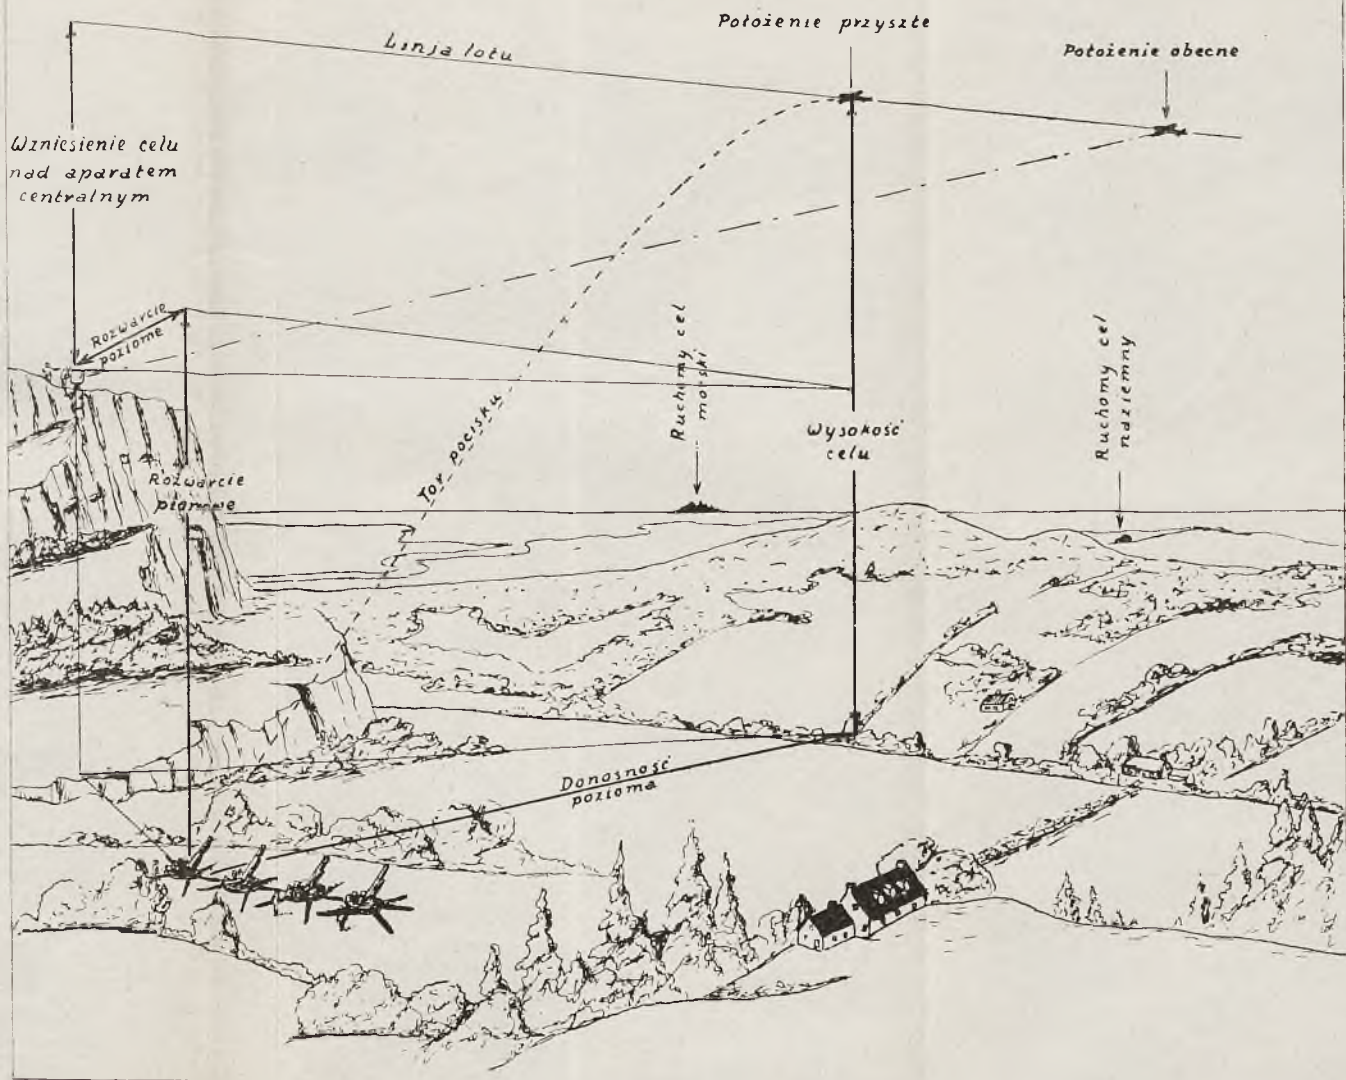 Położenie przyszłe
Linja lotu
Położenie obecne
Wzniesienie celu
nad aparatem
centralnym
Rozwarcie
poziome
Ruchomy cel
morski
Ruchomy cel
naziemny
Wysokość
celu
Tor pocisku
Rozwarcie
pionowe
Donośność
pozioma